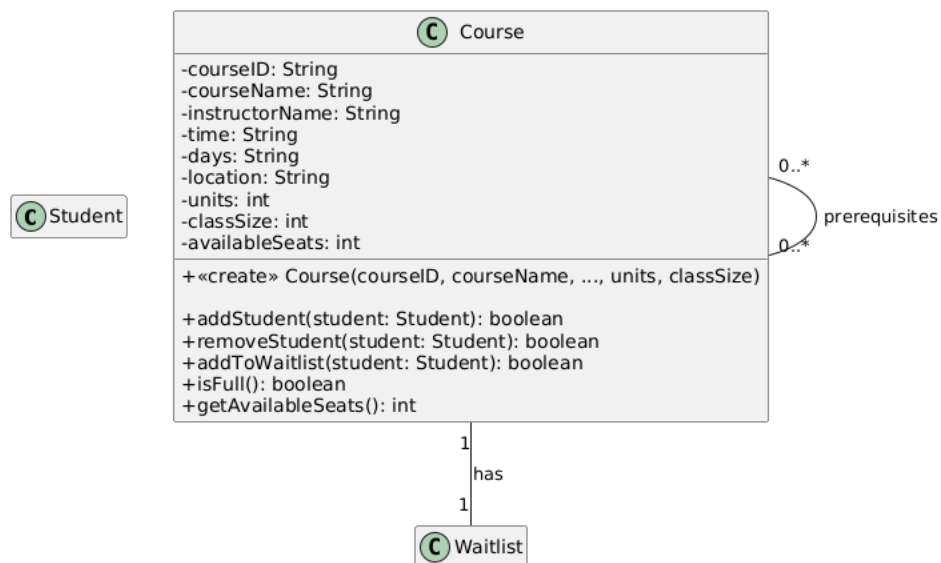 C Course
-courseID: String
-courseName: String
-instructorName: String
-time: String
-days: String
-location: String
-units: int
-classSize: int
-availableSeats: int
+«create» Course(courseID, courseName, ..., units, classSize)
+addStudent(student: Student): boolean
+removeStudent(student: Student): boolean
+addToWaitlist(student: Student): boolean
+isFull(): boolean
+getAvailableSeats(): int
C Student
0..*
prerequisites
0..*
1
has
1
C Waitlist